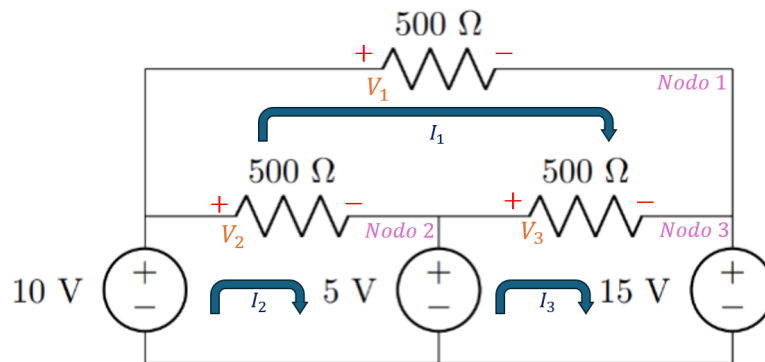 500 Ω
+ −
V₁ Nodo 1
I₁
500 Ω 500 Ω
+ − + −
V₂ Nodo 2 V₃ Nodo 3
10 V + − I₂ 5 V + − I₃ 15 V + −